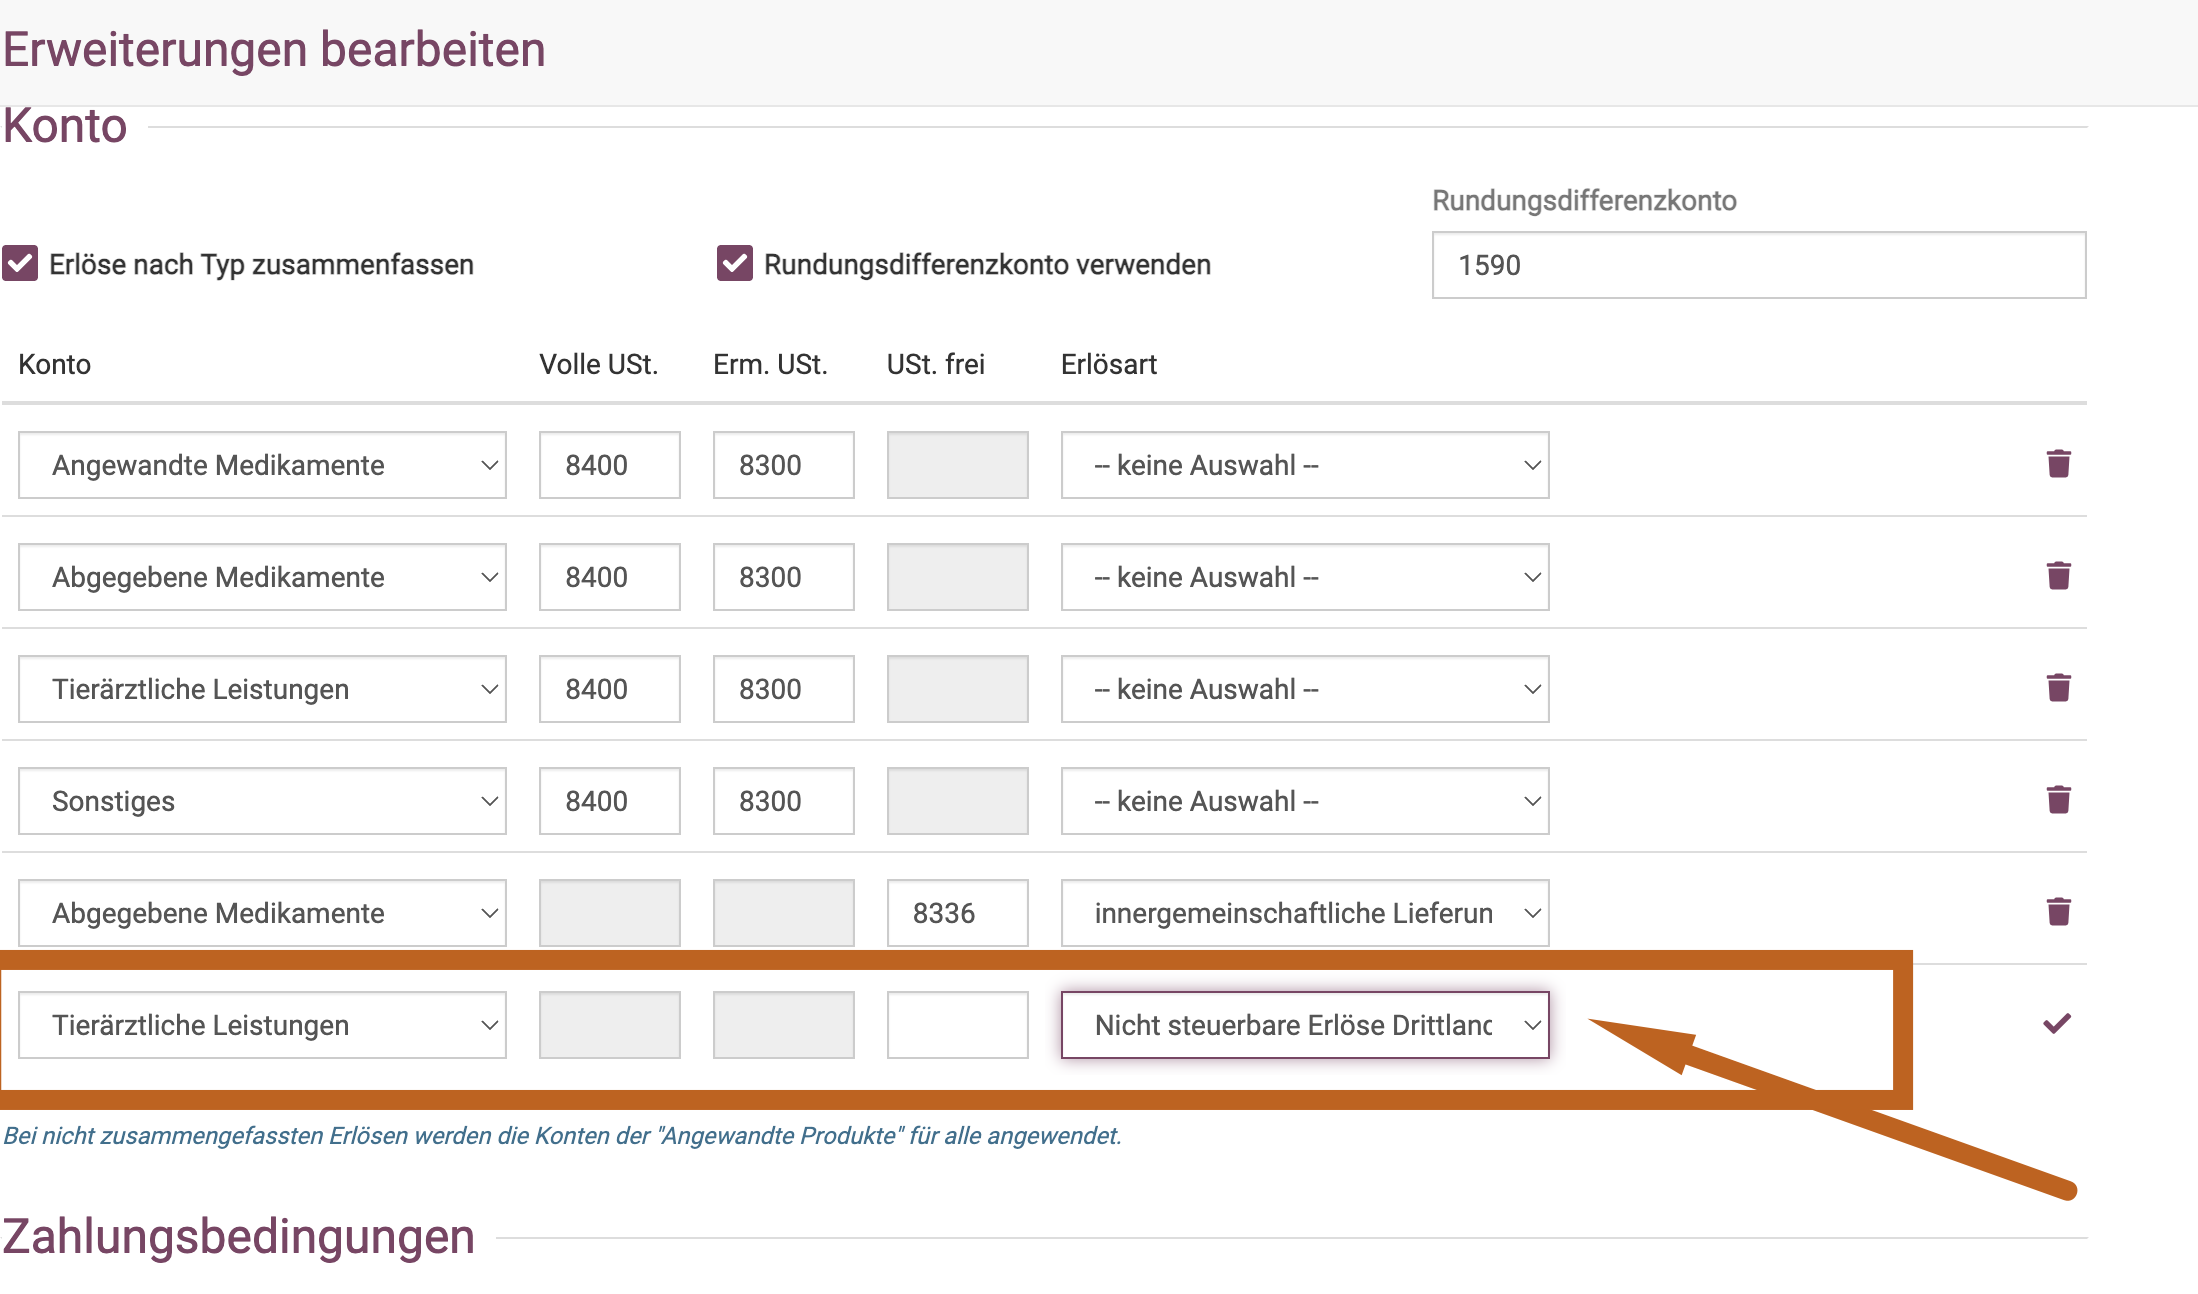 Erweiterungen bearbeiten
Konto
Rundungsdifferenzkonto
Erlöse nach Typ zusammenfassen Rundungsdifferenzkonto verwenden 1590
Konto Volle USt. Erm. USt. USt. frei Erlösart
Angewandte Medikamente 8400 8300 -- keine Auswahl --
Abgegebene Medikamente 8400 8300 -- keine Auswahl --
Tierärztliche Leistungen 8400 8300 -- keine Auswahl --
Sonstiges 8400 8300 -- keine Auswahl --
Abgegebene Medikamente 8336 innergemeinschaftliche Lieferun
Tierärztliche Leistungen Nicht steuerbare Erlöse Drittland
Bei nicht zusammengefassten Erlösen werden die Konten der "Angewandte Produkte" für alle angewendet.
Zahlungsbedingungen